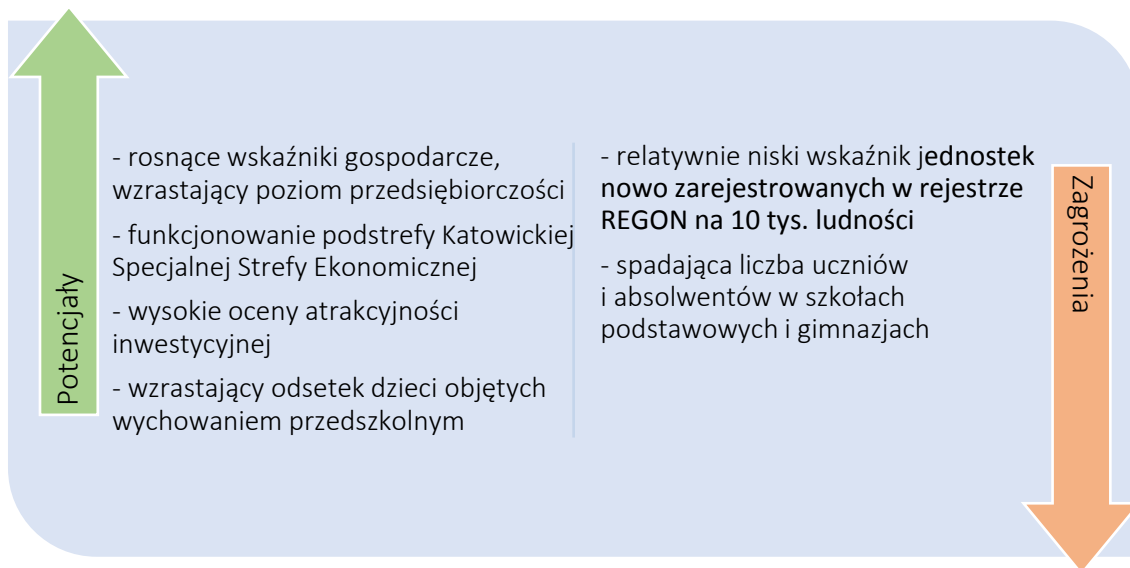 Potencjały
- rosnące wskaźniki gospodarcze,
wzrastający poziom przedsiębiorczości
- funkcjonowanie podstrefy Katowickiej
Specjalnej Strefy Ekonomicznej
- wysokie oceny atrakcyjności
inwestycyjnej
- wzrastający odsetek dzieci objętych
wychowaniem przedszkolnym
- relatywnie niski wskaźnik jednostek
nowo zarejestrowanych w rejestrze
REGON na 10 tys. ludności
- spadająca liczba uczniów
i absolwentów w szkołach
podstawowych i gimnazjach
Zagrożenia